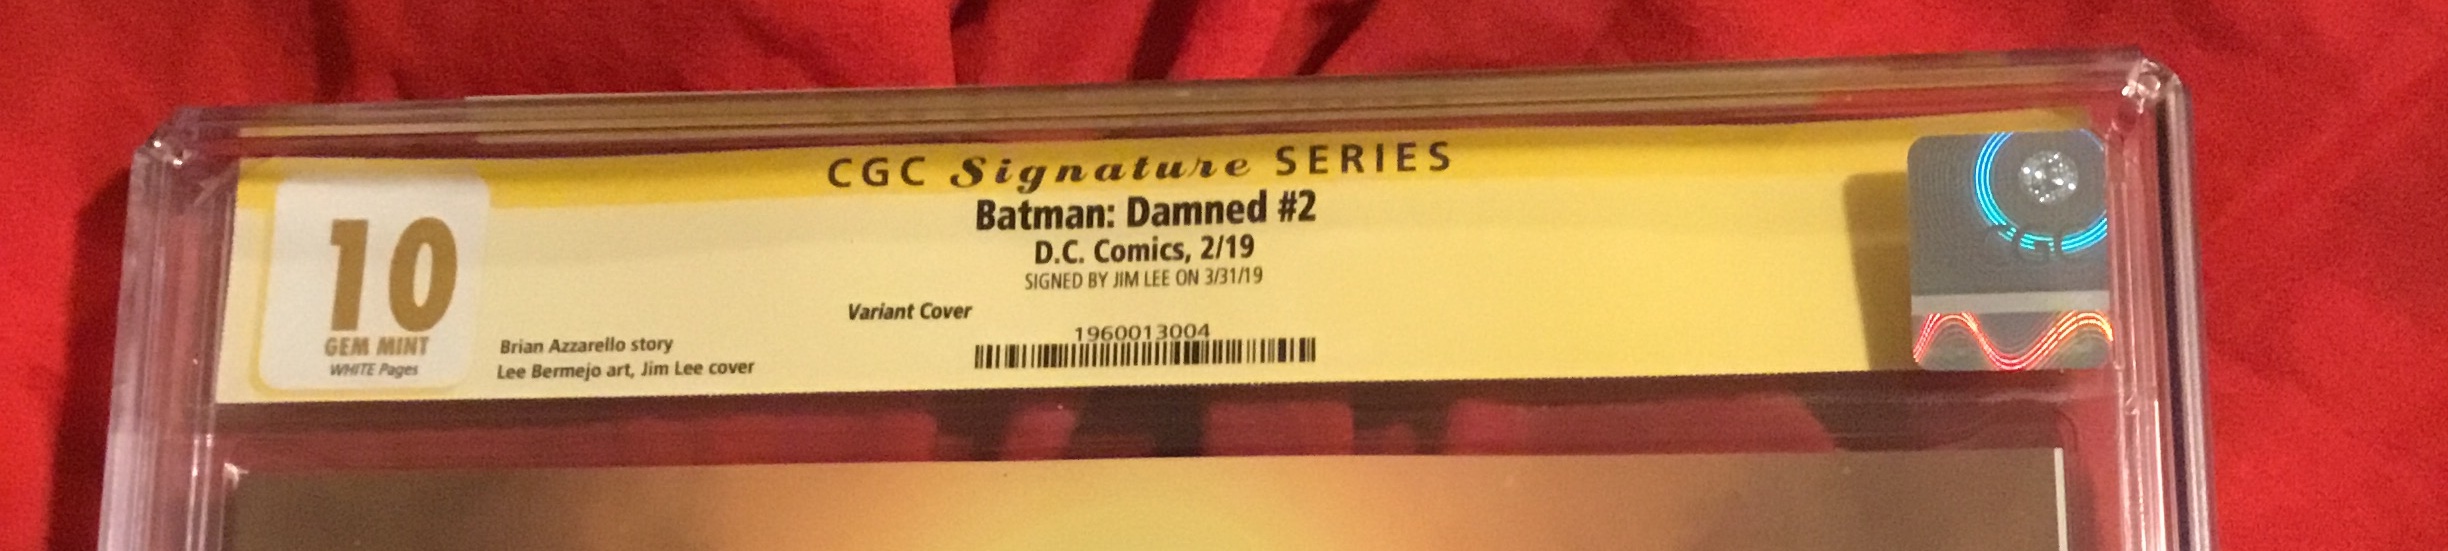 CGC Signature SERIES
Batman: Damned #2
D.C. Comics, 2/19
SIGNED BY JIM LEE ON 3/31/19
Variant Cover
1960013004
10
GEM MINT
WHITE Pages
Brian Azzarello story
Lee Bermejo art, Jim Lee cover